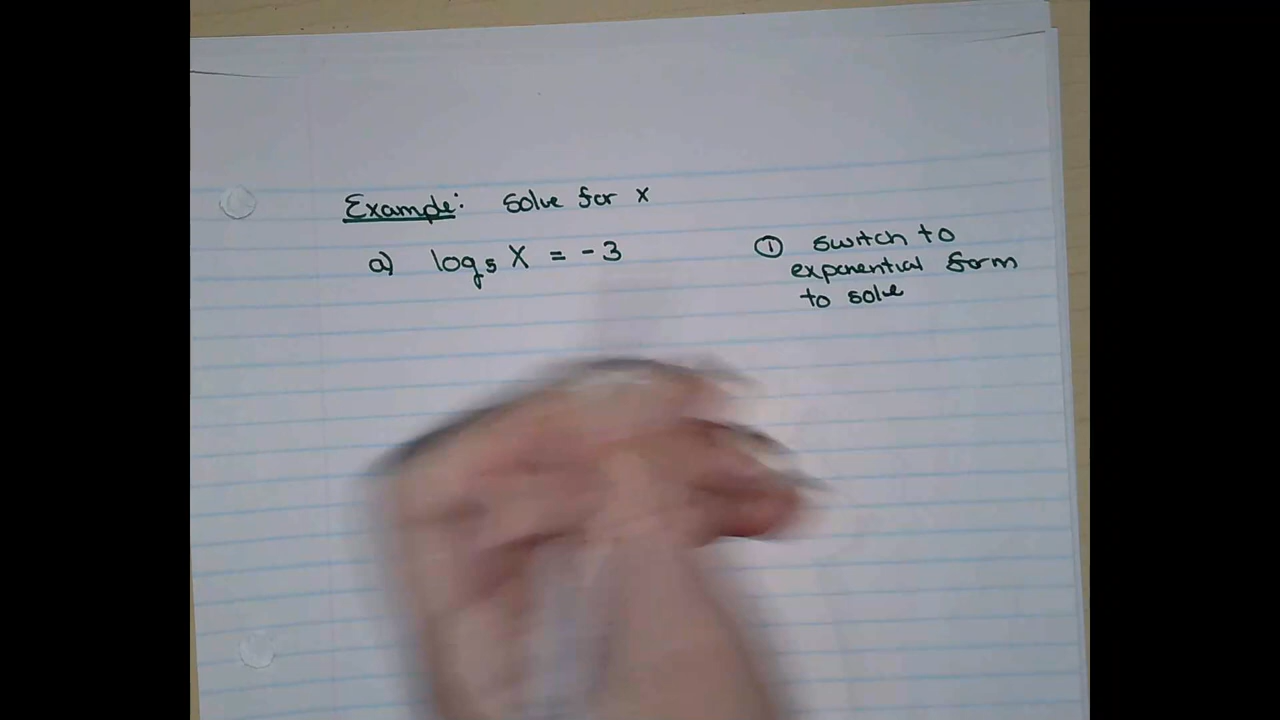 Example: Solve for x
a) log₅ X = -3
① switch to
exponential form
to solve